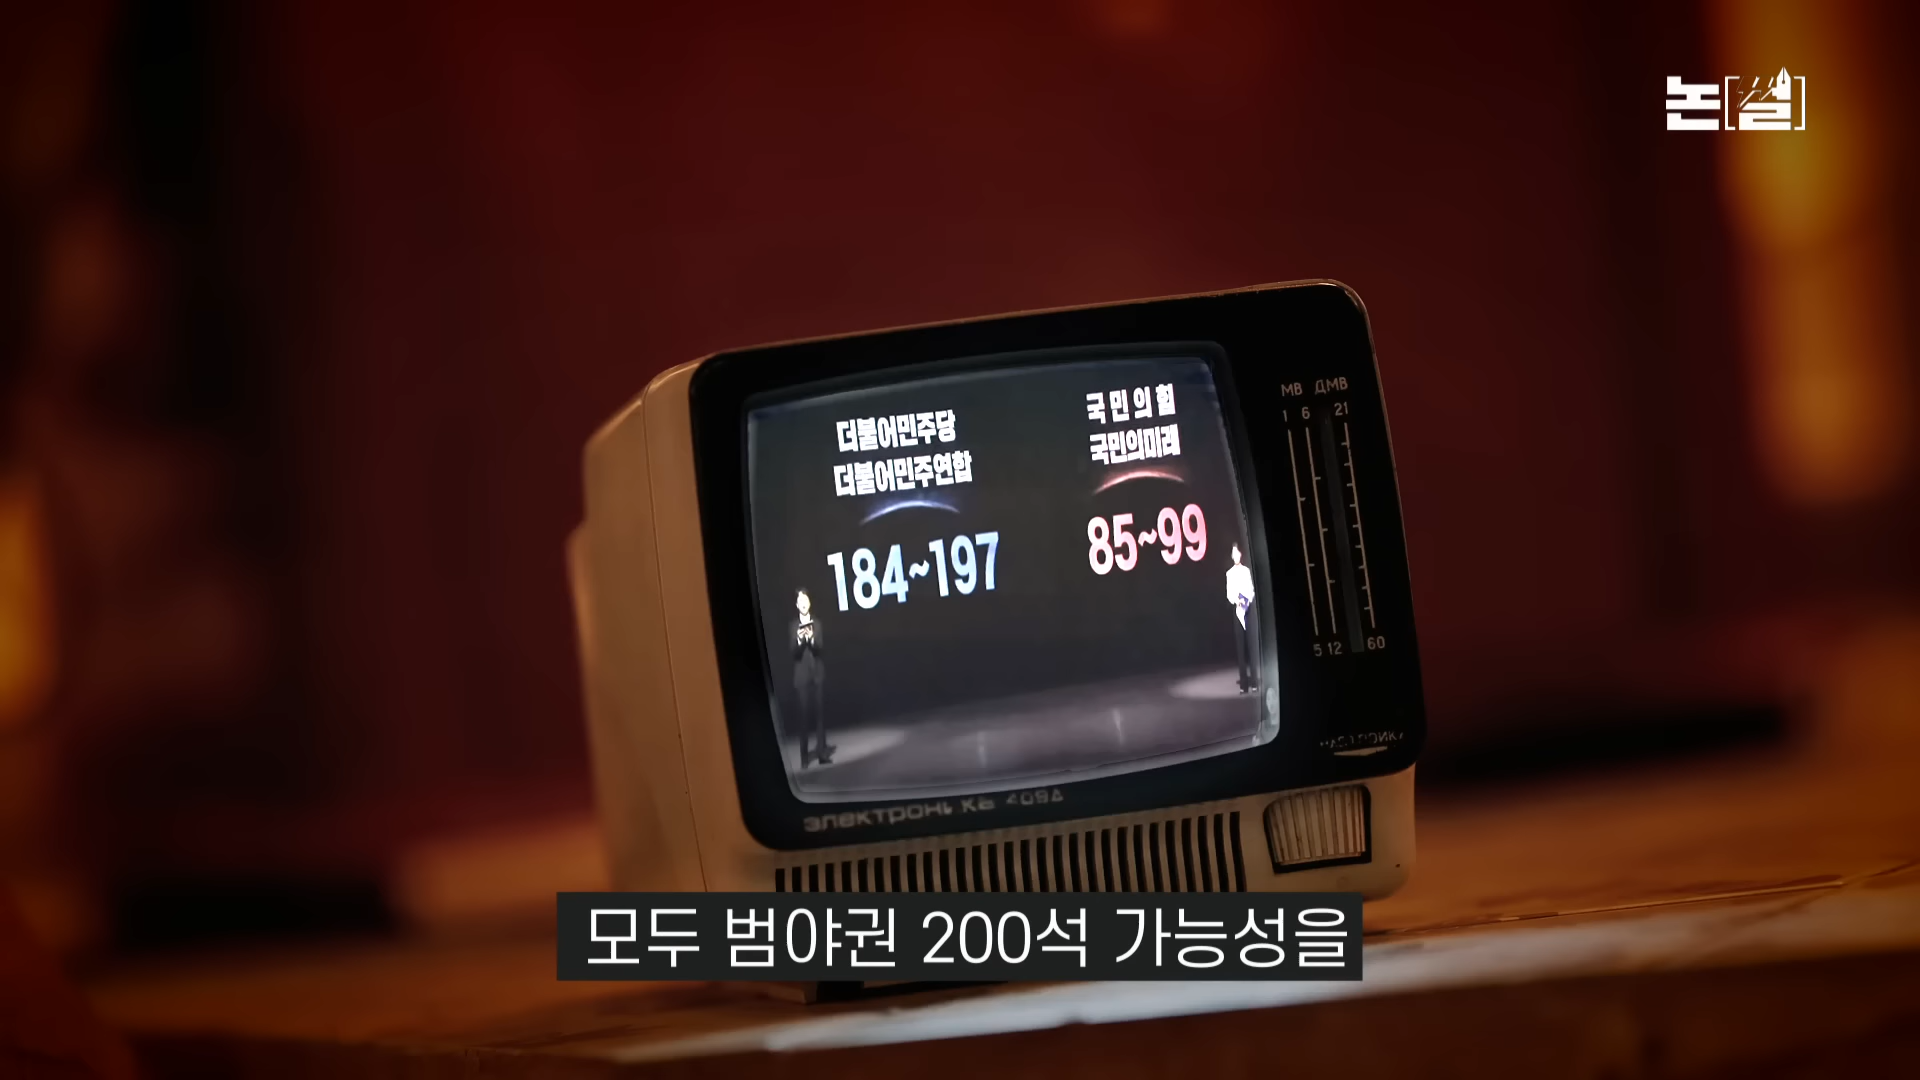 논[썰]
더불어민주당
더불어민주연합
184~197
국민의힘
국민의미래
85~99
МВ ДМВ
1 6 21
5 12 60
모두 범야권 200석 가능성을